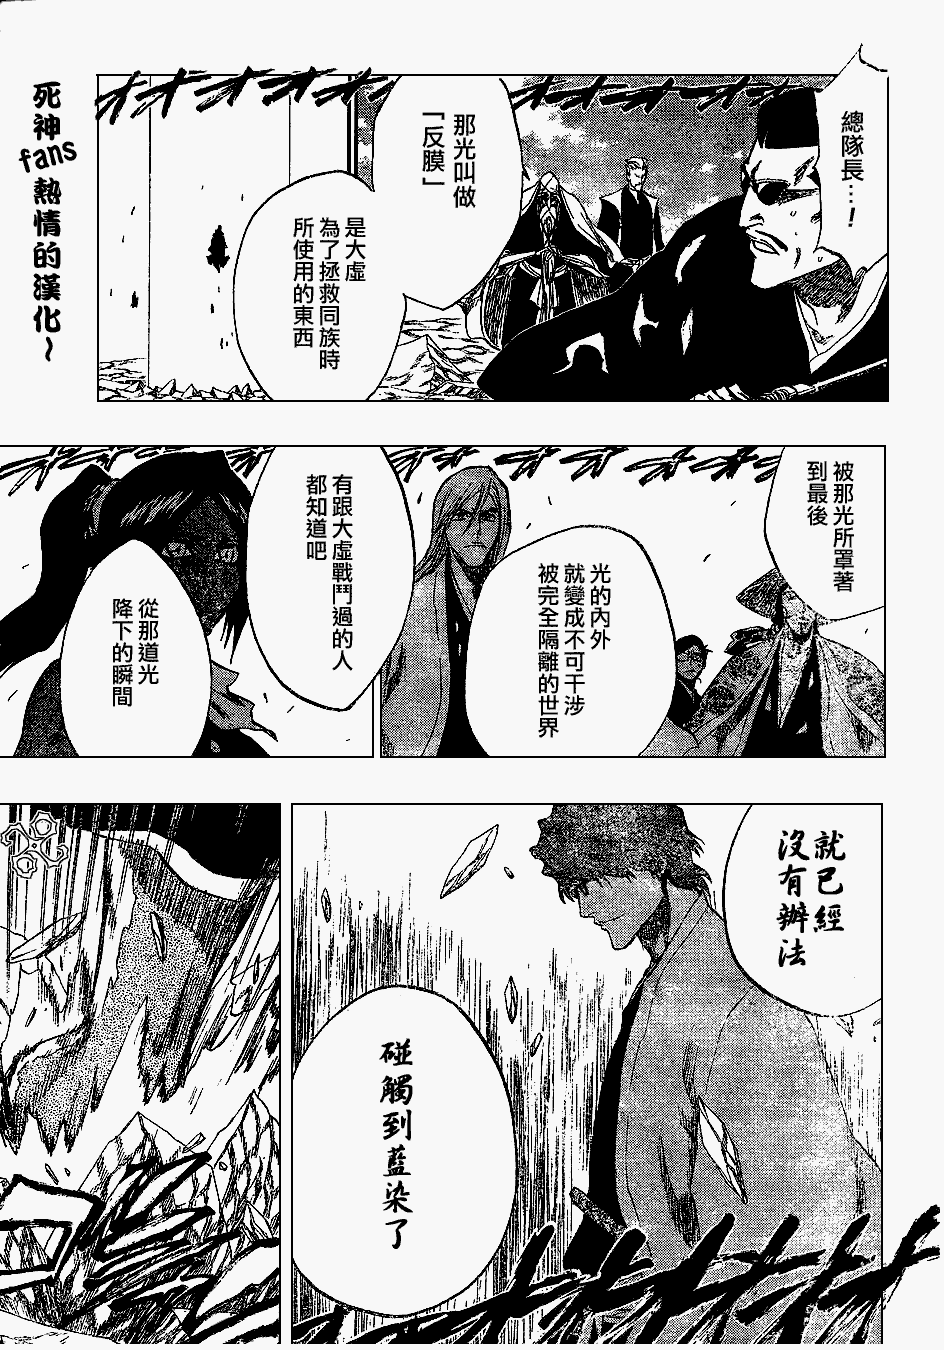 死神
fans
熱情的漢化~
總隊長…!
那光叫做
「反膜」
是大虛
為了拯救同族時
所使用的東西
被那光所罩著
到最後
光的內外
就變成不可干涉
被完全隔離的世界
有跟大虛戰鬥過的人
都知道吧
從那道光
降下的瞬間
就已經
沒有辦法
碰觸到藍染了